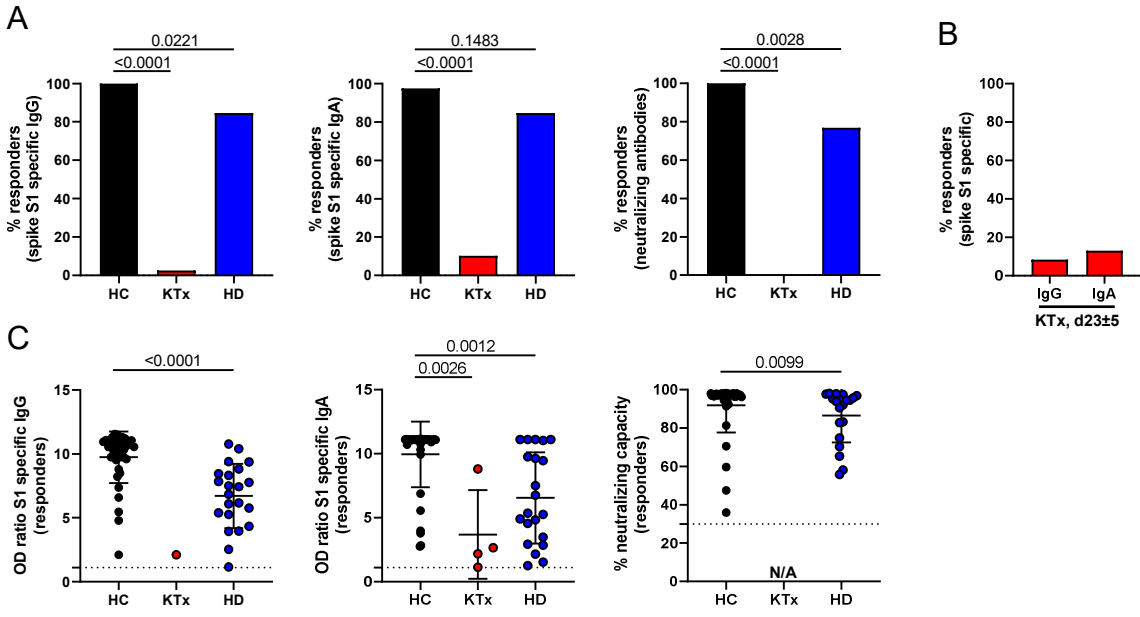 A
0.0221
<0.0001
% responders
(spike S1 specific IgG)
100
80
60
40
20
0
HC KTx HD
0.1483
<0.0001
% responders
(spike S1 specific IgA)
100
80
60
40
20
0
HC KTx HD
0.0028
<0.0001
% responders
(neutralizing antibodies)
100
80
60
40
20
0
HC KTx HD
B
% responders
(spike S1 specific)
100
80
60
40
20
0
IgG IgA
KTx, d23±5
C
<0.0001
OD ratio S1 specific IgG
(responders)
15
10
5
0
HC KTx HD
0.0012
0.0026
OD ratio S1 specific IgA
(responders)
15
10
5
0
HC KTx HD
0.0099
% neutralizing capacity
(responders)
100
80
60
40
20
0
N/A
HC KTx HD